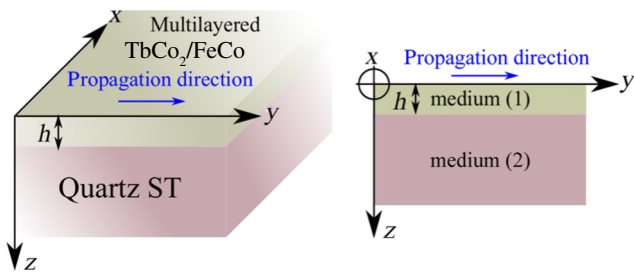 x
Multilayered
TbCo₂/FeCo
Propagation direction
y
h
Quartz ST
z
x
Propagation direction
y
h
medium (1)
medium (2)
z